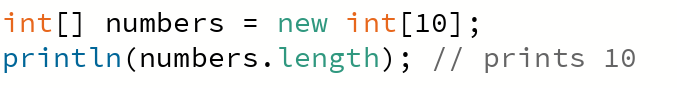 int[] numbers = new int[10];
println(numbers.length); // prints 10